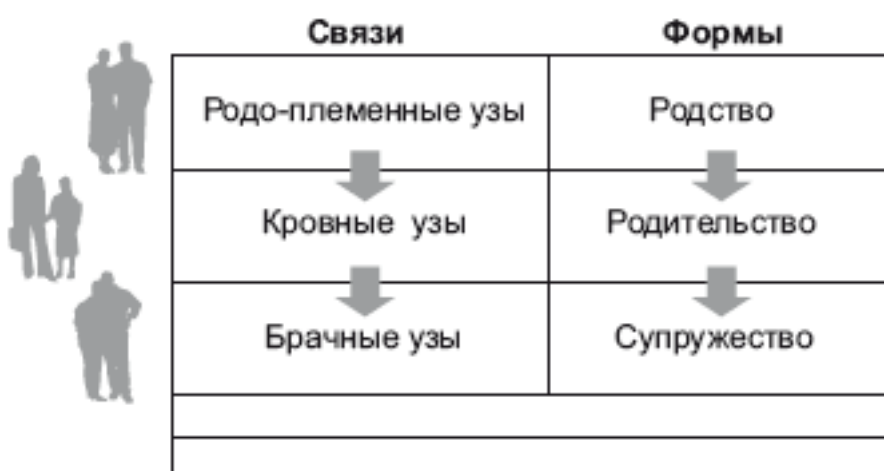 Связи Формы
Родо-племенные узы Родство
Кровные узы Родительство
Брачные узы Супружество